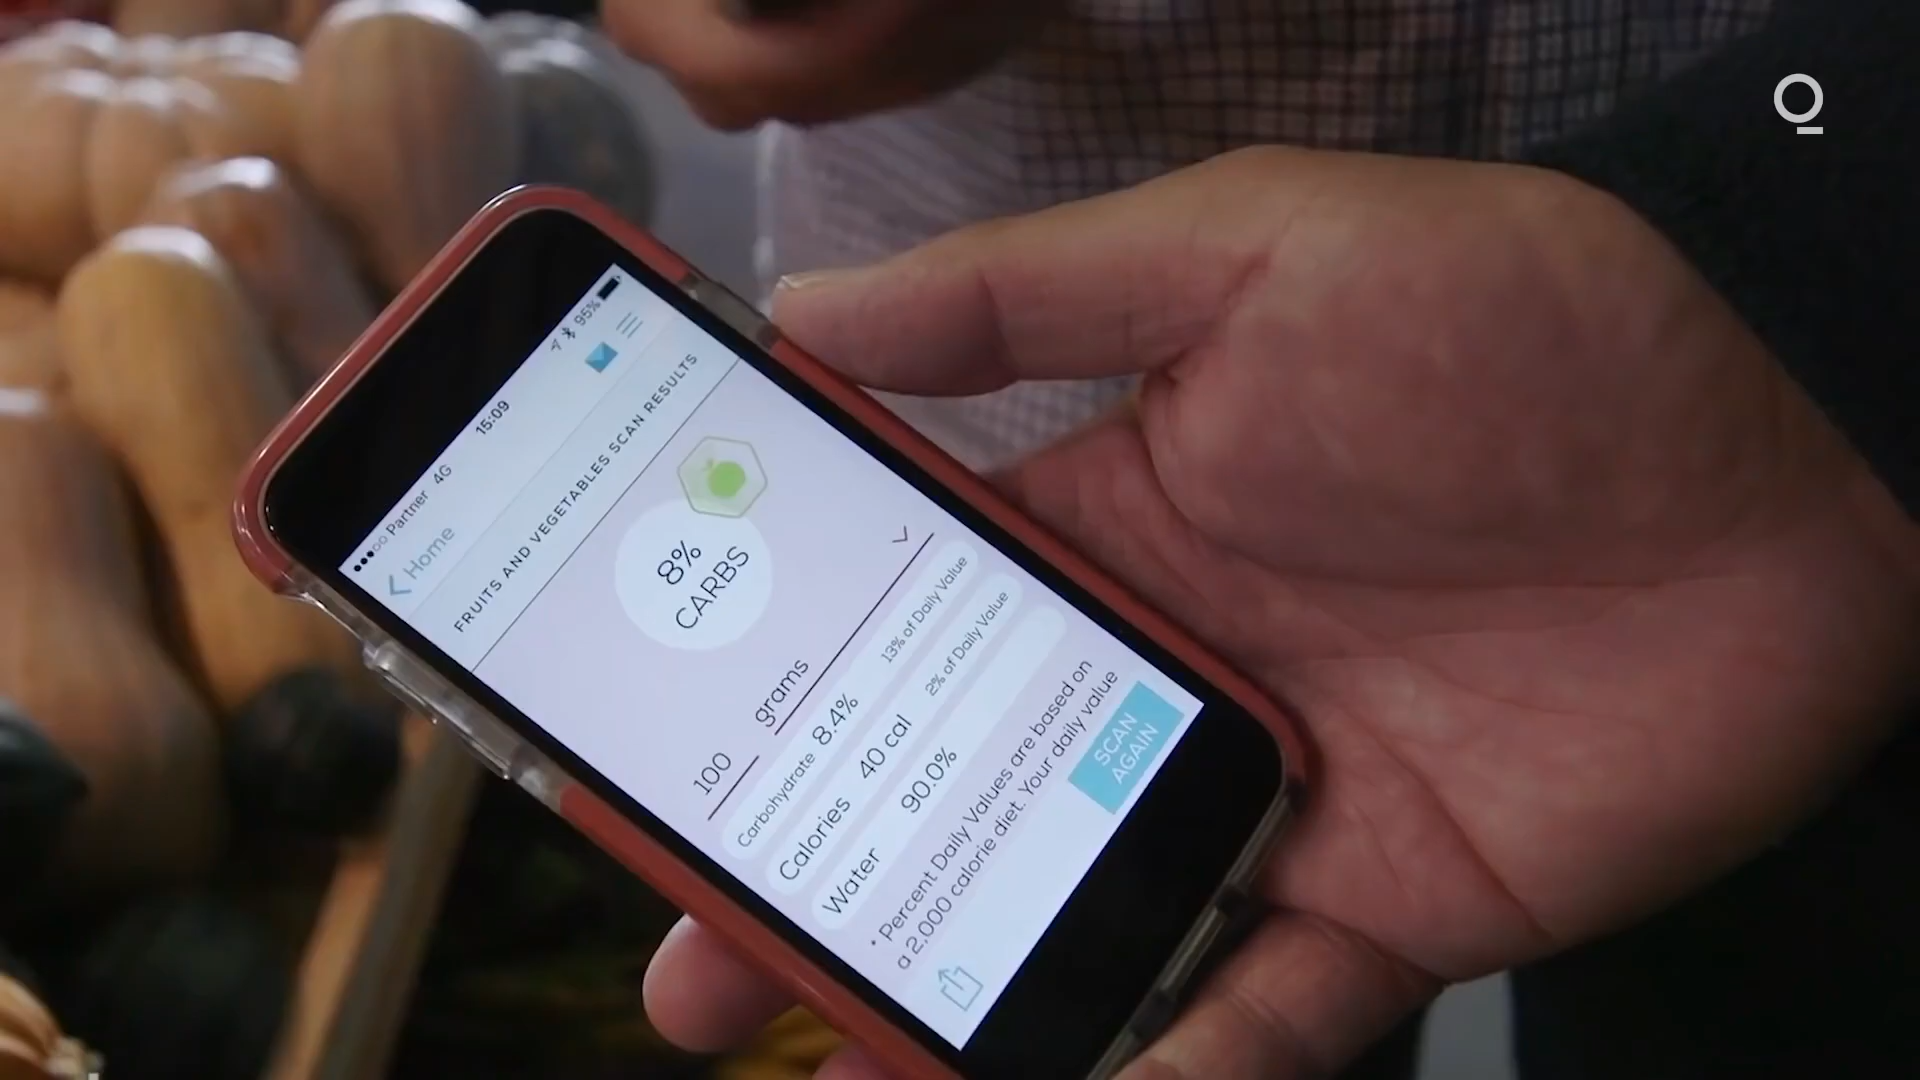 Partner 4G 15:09 95%
Home
FRUITS AND VEGETABLES SCAN RESULTS
8%
CARBS
100 grams
Carbohydrate 8.4% 13% of Daily Value
Calories 40 cal 2% of Daily Value
Water 90.0%
* Percent Daily Values are based on
a 2,000 calorie diet. Your daily value
SCAN
AGAIN